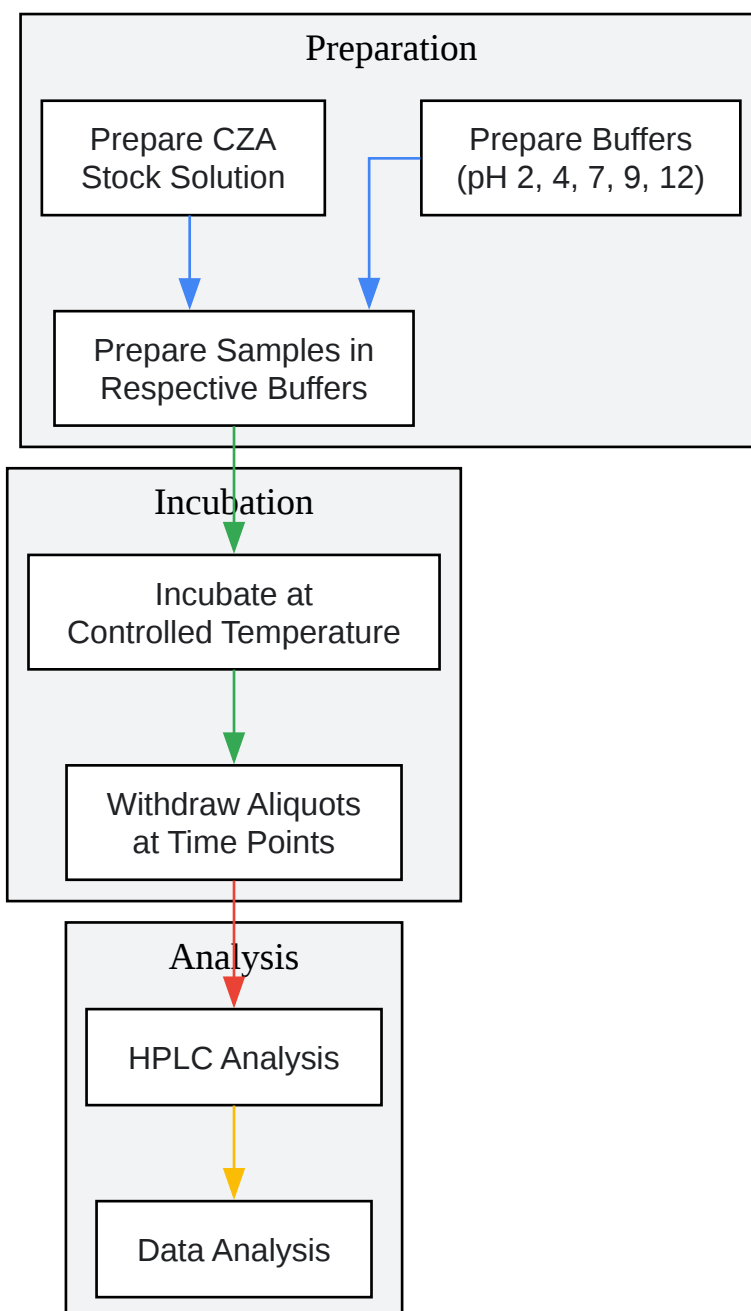 Preparation
Prepare CZA
Stock Solution
Prepare Buffers
(pH 2, 4, 7, 9, 12)
Prepare Samples in
Respective Buffers
Incubation
Incubate at
Controlled Temperature
Withdraw Aliquots
at Time Points
Analysis
HPLC Analysis
Data Analysis